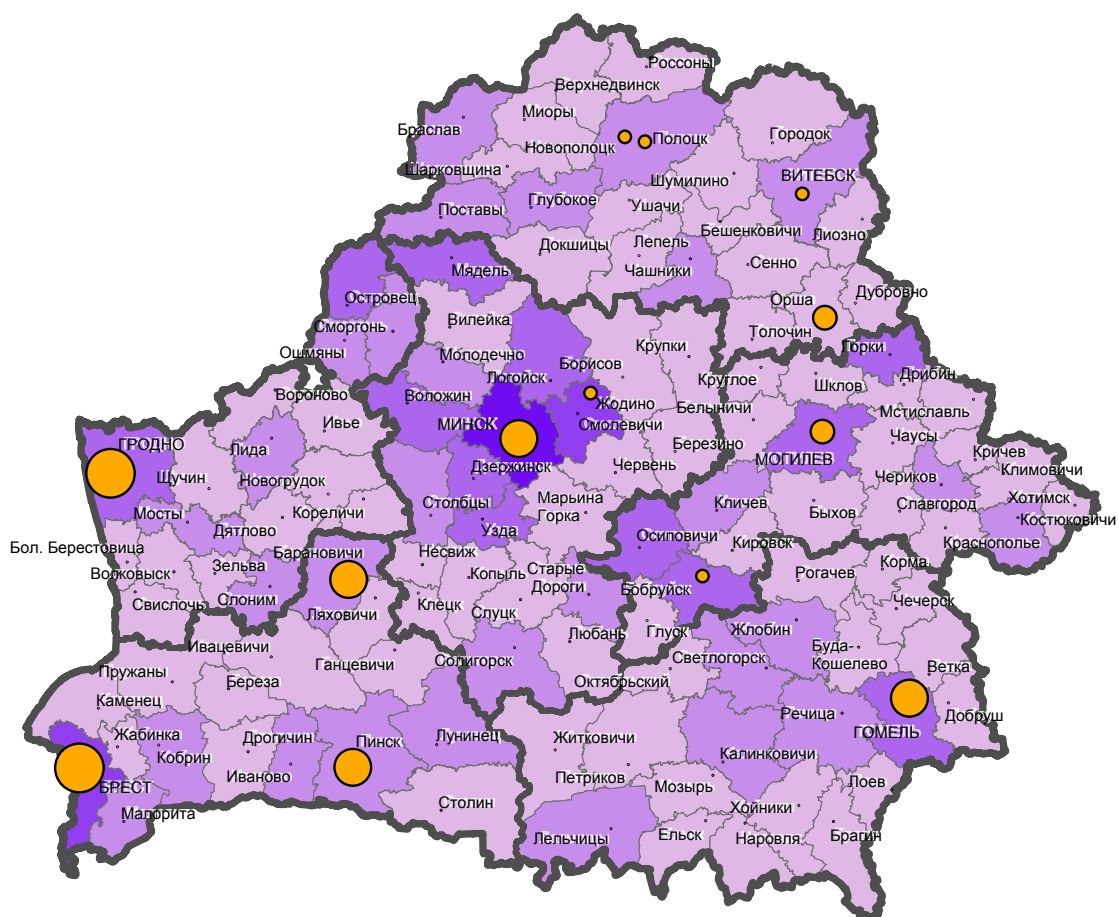 Россоны
Верхнедвинск
Миоры
Браслав
Городок
Полоцк
Новополоцк
Шарковщина
ВИТЕБСК
Шумилино
Глубокое
Ушачи
Поставы
Бешенковичи
Лиозно
Докшицы
Лепель
Сенно
Чашники
Мядель
Дубровно
Островец
Орша
Вилейка
Сморгонь
Толочин
Крупки
Горки
Ошмяны
Молодечно
Борисов
Дрибин
Логойск
Круглое
Шклов
Вороново
Воложин
Жодино
Белыничи
Мстиславль
Ивье
МИНСК
Смолевичи
Чаусы
ГРОДНО
Березино
Кричев
Лида
МОГИЛЕВ
Дзержинск
Червень
Климовичи
Щучин
Новогрудок
Чериков
Марьина
Горка
Столбцы
Кличев
Быхов
Славгород
Хотимск
Мосты
Кореличи
Костюковичи
Дятлово
Узда
Осиповичи
Кировск
Краснополье
Бол. Берестовица
Барановичи
Несвиж
Зельва
Старые
Дороги
Корма
Волковыск
Копыль
Рогачев
Бобруйск
Слоним
Чечерск
Свислочь
Клецк
Слуцк
Ляховичи
Глуск
Жлобин
Любань
Ивацевичи
Буда-
Кошелево
Ганцевичи
Солигорск
Светлогорск
Ветка
Пружаны
Береза
Октябрьский
Каменец
Речица
Добруш
Жабинка
Дрогичин
Пинск
Лунинец
Житковичи
ГОМЕЛЬ
Кобрин
Калинковичи
Иваново
Петриков
Мозырь
Лоев
БРЕСТ
Столин
Хойники
Малорита
Лельчицы
Ельск
Наровля
Брагин